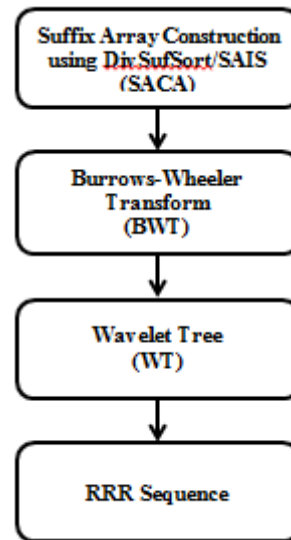 Suffix Array Construction
using DivSufSort/SAIS
(SACA)
Burrows-Wheeler
Transform
(BWT)
Wavelet Tree
(WT)
RRR Sequence